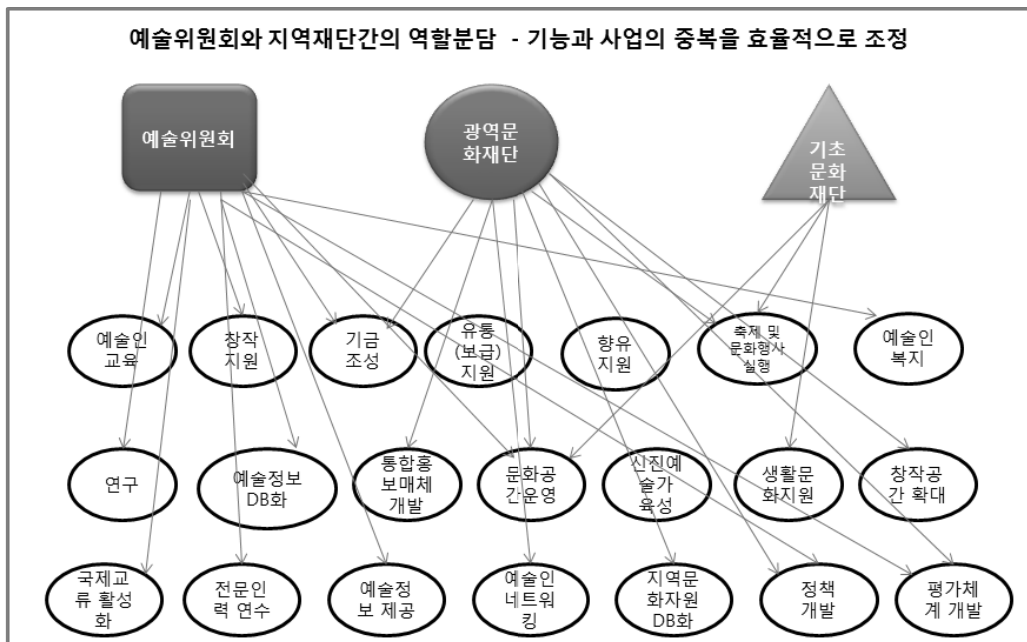 예술위원회와 지역재단간의 역할분담 - 기능과 사업의 중복을 효율적으로 조정
예술위원회
광역문
화재단
기초
문화
재단
예술인
교육
창작
지원
기금
조성
유통
(보급)
지원
향유
지원
축제 및
문화행사
실행
예술인
복지
연구
예술정보
DB화
통합홍
보매체
개발
문화공
간운영
신진예
술가
육성
생활문
화지원
창작공
간 확대
국제교
류 활성
화
전문인
력 연수
예술정
보 제공
예술인
네트워
킹
지역문
화자원
DB화
정책
개발
평가체
계 개발